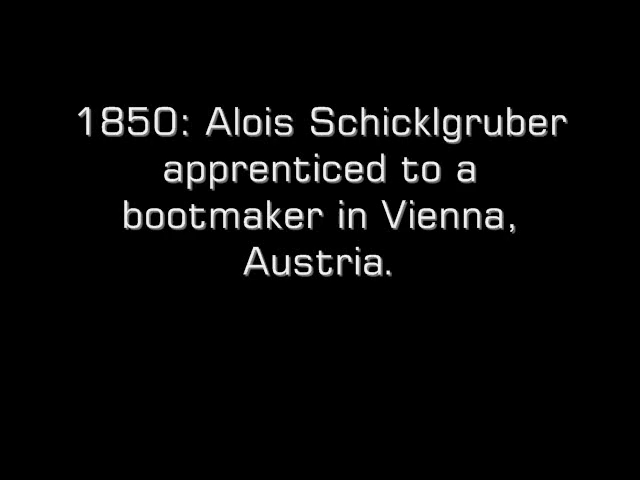 1850: Alois Schicklgruber
apprenticed to a
bootmaker in Vienna,
Austria.